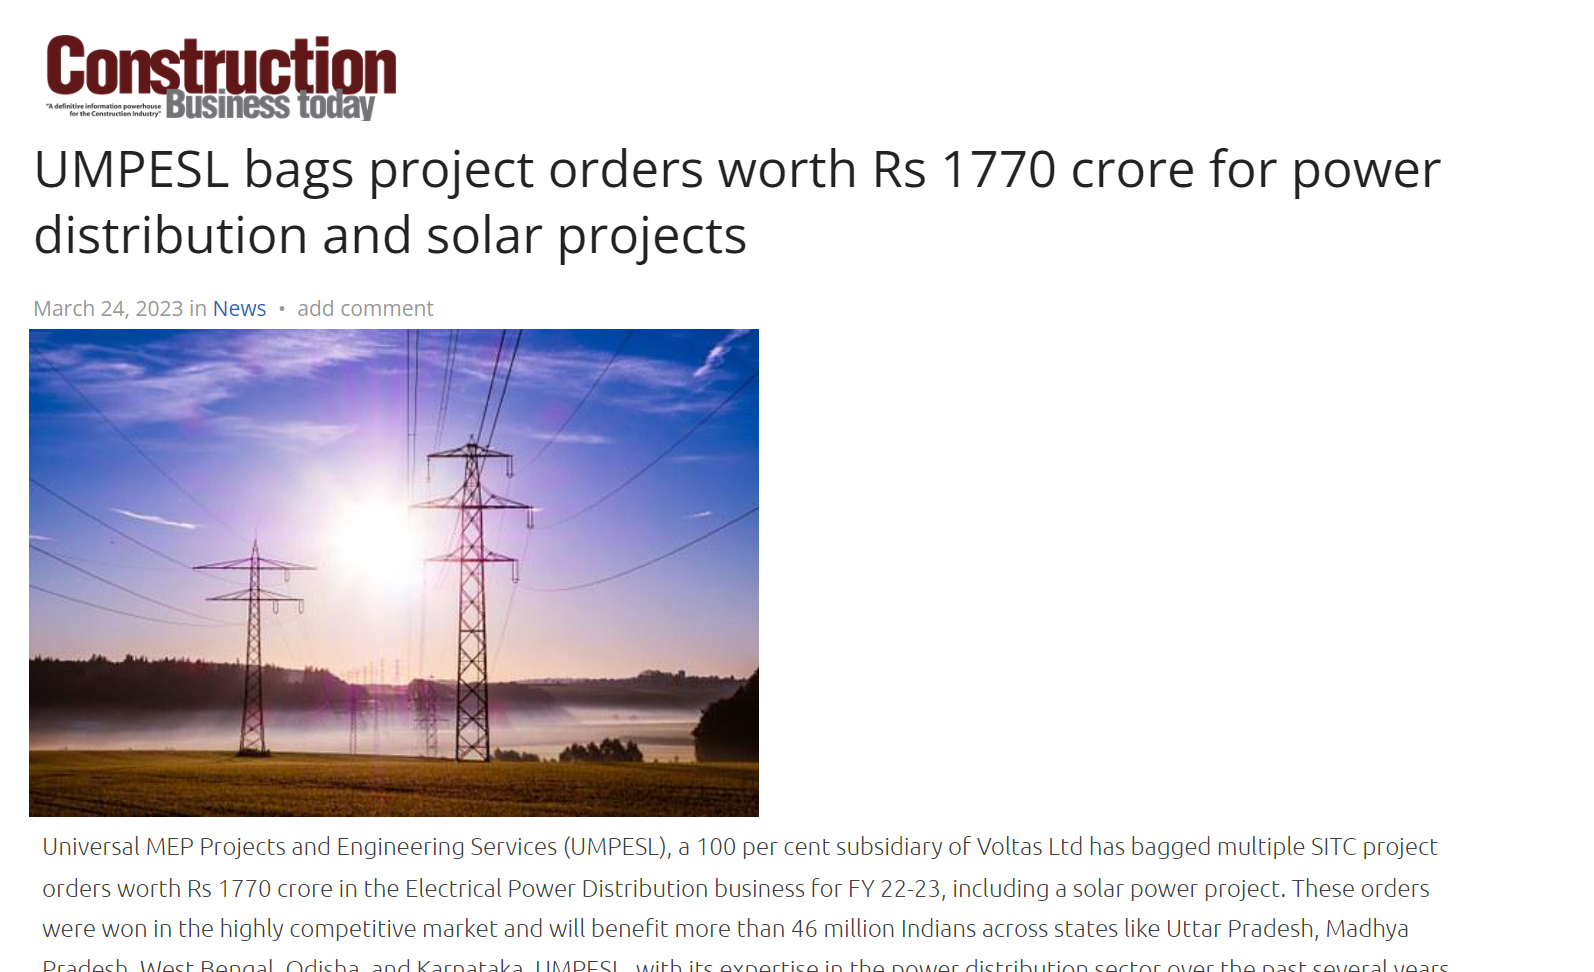 Construction
"A definitive information powerhouse
for the Construction Industry"
Business today
UMPESL bags project orders worth Rs 1770 crore for power
distribution and solar projects
March 24, 2023 in News • add comment
Universal MEP Projects and Engineering Services (UMPESL), a 100 per cent subsidiary of Voltas Ltd has bagged multiple SITC project
orders worth Rs 1770 crore in the Electrical Power Distribution business for FY 22-23, including a solar power project. These orders
were won in the highly competitive market and will benefit more than 46 million Indians across states like Uttar Pradesh, Madhya
Pradesh, West Bengal, Odisha, and Karnataka. UMPESL, with its expertise in the power distribution sector over the past several years